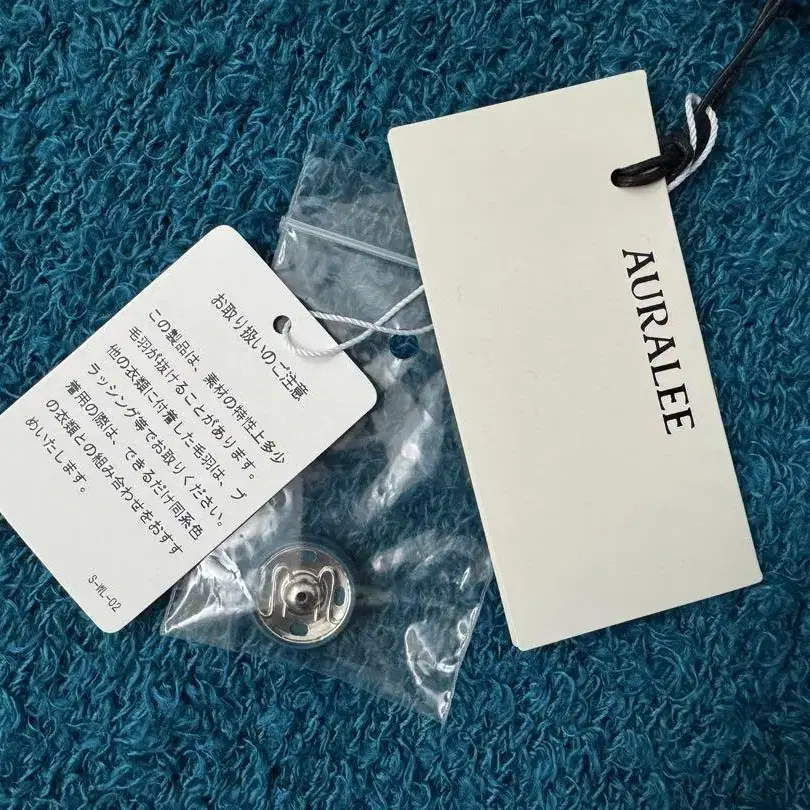 お取り扱いのご注意
この製品は、素材の特性上多少
毛羽が抜けることがあります。
他の衣類に付着した毛羽は、ブ
ラッシング等でお取りください。
着用の際は、できるだけ同系色
の衣類との組み合わせをおすす
めいたします。
S-WL-02
AURALEE